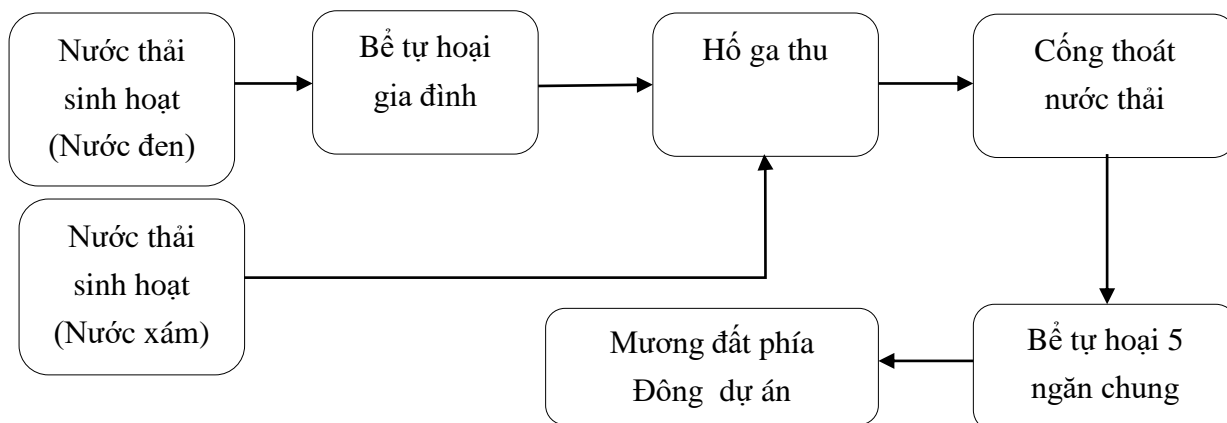 Nước thải
sinh hoạt
(Nước đen)
Bể tự hoại
gia đình
Hố ga thu
Cống thoát
nước thải
Nước thải
sinh hoạt
(Nước xám)
Mương đất phía
Đông dự án
Bể tự hoại 5
ngăn chung